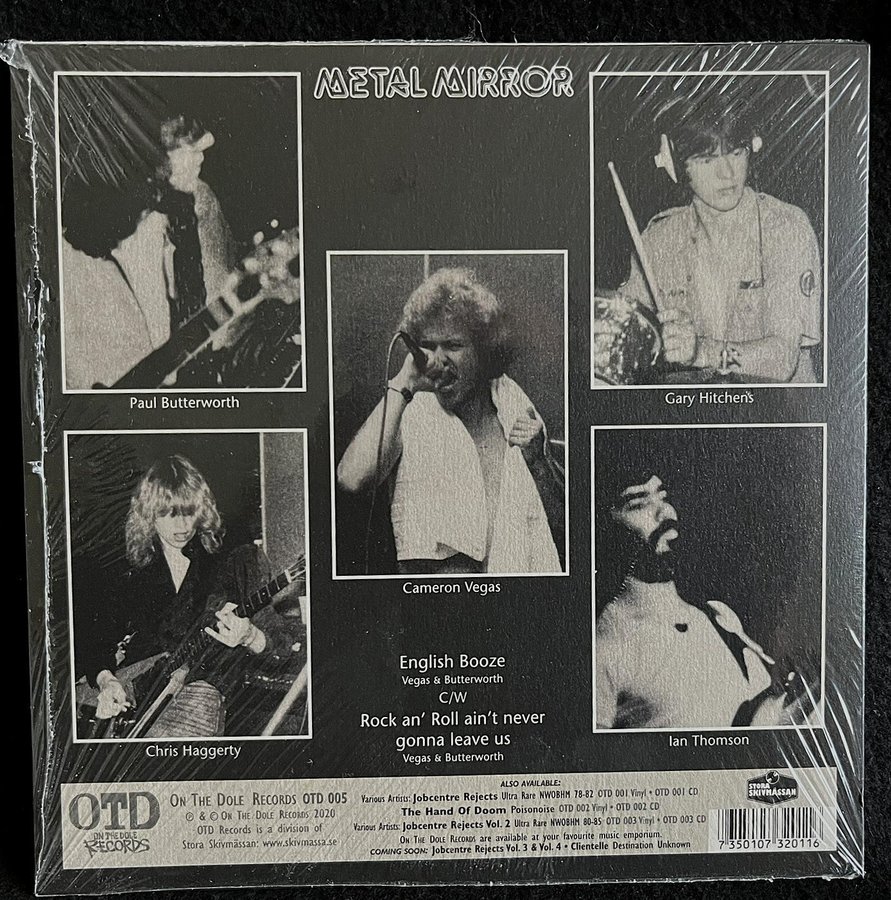 METAL MIRROR
Paul Butterworth
Gary Hitchens
Cameron Vegas
Chris Haggerty
Ian Thomson
English Booze
Vegas & Butterworth
C/W
Rock an' Roll ain't never
gonna leave us
Vegas & Butterworth
OTD
ON THE DOLE
RECORDS
ON THE DOLE RECORDS OTD 005
℗ & © ON THE DOLE RECORDS 2020
OTD Records is a division of
Stora Skivmässan: www.skivmassa.se
ALSO AVAILABLE:
Various Artists: Jobcentre Rejects Ultra Rare NWOBHM 78-82 OTD 001 Vinyl • OTD 001 CD
The Hand Of Doom Poisonoise OTD 002 Vinyl • OTD 002 CD
Various Artists: Jobcentre Rejects Vol. 2 Ultra Rare NWOBHM 80-85 OTD 003 Vinyl • OTD 003 CD
ON THE DOLE RECORDS are available at your favourite music emporium.
COMING SOON: Jobcentre Rejects Vol. 3 & Vol. 4 • Clientelle Destination Unknown
STORA
SKIVMÄSSAN
7 350107 320116